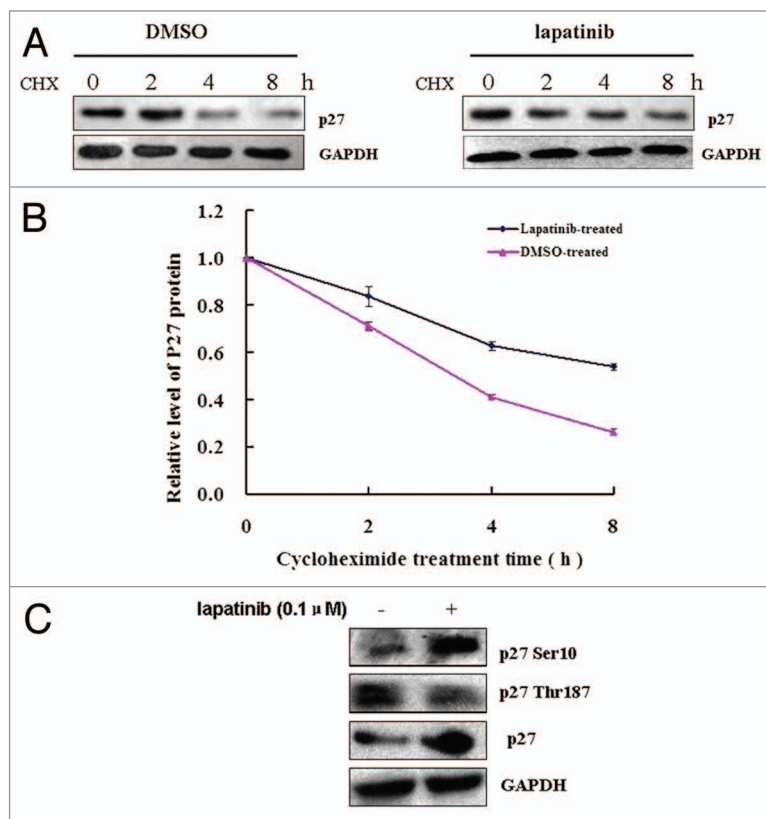 A
DMSO
lapatinib
CHX 0 2 4 8 h
CHX 0 2 4 8 h
p27
p27
GAPDH
GAPDH
B
1.2
1.0
0.8
0.6
0.4
0.2
0.0
Relative level of P27 protein
Lapatinib-treated
DMSO-treated
0 2 4 8
Cycloheximide treatment time ( h )
C
lapatinib (0.1 μM) - +
p27 Ser10
p27 Thr187
p27
GAPDH